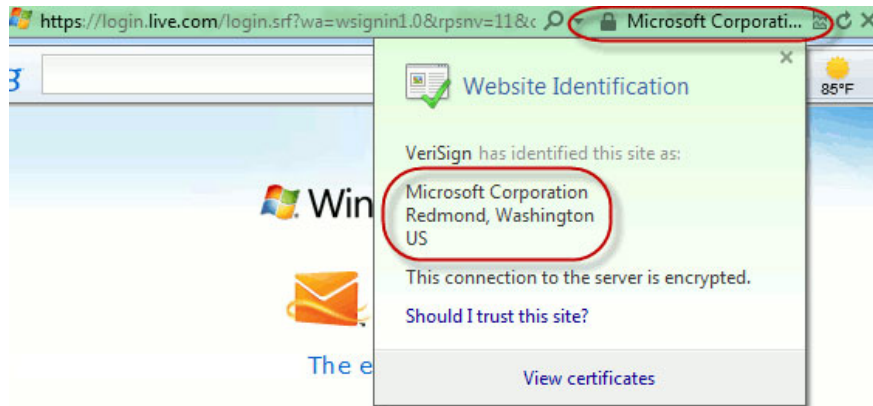 https://login.live.com/login.srf?wa=wsignin1.0&rpsnv=11&c Microsoft Corporati...
Website Identification
85°F
VeriSign has identified this site as:
Microsoft Corporation
Redmond, Washington
US
Win
This connection to the server is encrypted.
Should I trust this site?
The e
View certificates